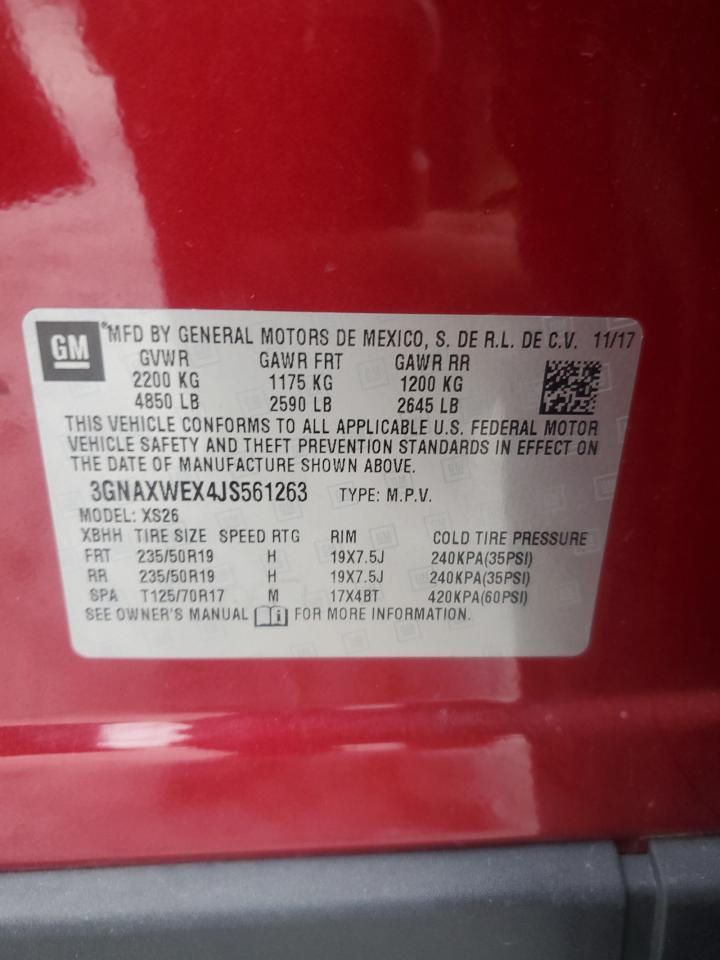 GM ® MFD BY GENERAL MOTORS DE MEXICO, S. DE R.L. DE C.V. 11/17
GVWR GAWR FRT GAWR RR
2200 KG 1175 KG 1200 KG
4850 LB 2590 LB 2645 LB
THIS VEHICLE CONFORMS TO ALL APPLICABLE U.S. FEDERAL MOTOR
VEHICLE SAFETY AND THEFT PREVENTION STANDARDS IN EFFECT ON
THE DATE OF MANUFACTURE SHOWN ABOVE.
3GNAXWEX4JS561263 TYPE: M.P.V.
MODEL: XS26
XBHH TIRE SIZE SPEED RTG RIM COLD TIRE PRESSURE
FRT 235/50R19 H 19X7.5J 240KPA(35PSI)
RR 235/50R19 H 19X7.5J 240KPA(35PSI)
SPA T125/70R17 M 17X4BT 420KPA(60PSI)
SEE OWNER'S MANUAL i FOR MORE INFORMATION.